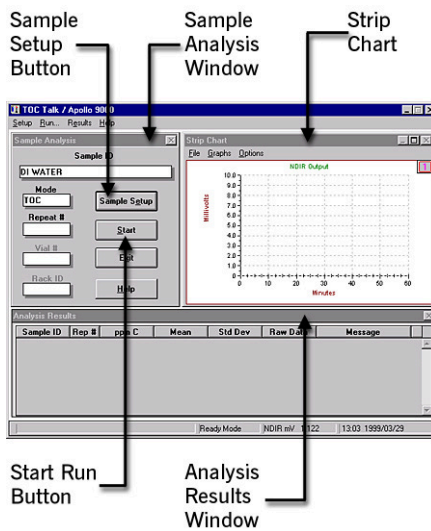 Sample
Setup
Button
Sample
Analysis
Window
Strip
Chart
TOC Talk / Apollo 9000
Setup Run... Results Help
Sample Analysis
Sample ID
DI WATER
Mode
TOC
Sample Setup
Repeat #
Start
Vial #
Exit
Rack ID
Help
Strip Chart
File Graphs Options
NDIR Output
1
Millivolts
10.0
9.0
8.0
7.0
6.0
5.0
4.0
3.0
2.0
1.0
0.0
0 10 20 30 40 50 60
Minutes
Analysis Results
Sample ID Rep # ppm C Mean Std Dev Raw Data Message
Ready Mode NDIR mV 13:03 1999/03/29
Start Run
Button
Analysis
Results
Window